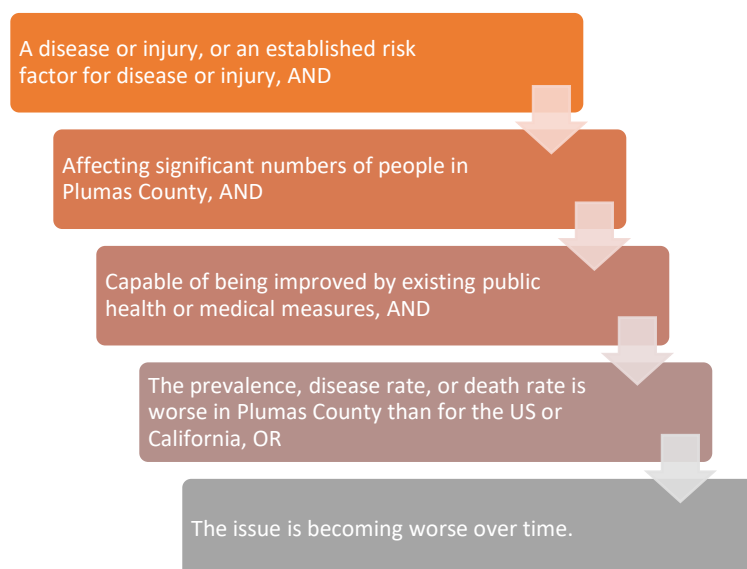 A disease or injury, or an established risk
factor for disease or injury, AND
Affecting significant numbers of people in
Plumas County, AND
Capable of being improved by existing public
health or medical measures, AND
The prevalence, disease rate, or death rate is
worse in Plumas County than for the US or
California, OR
The issue is becoming worse over time.